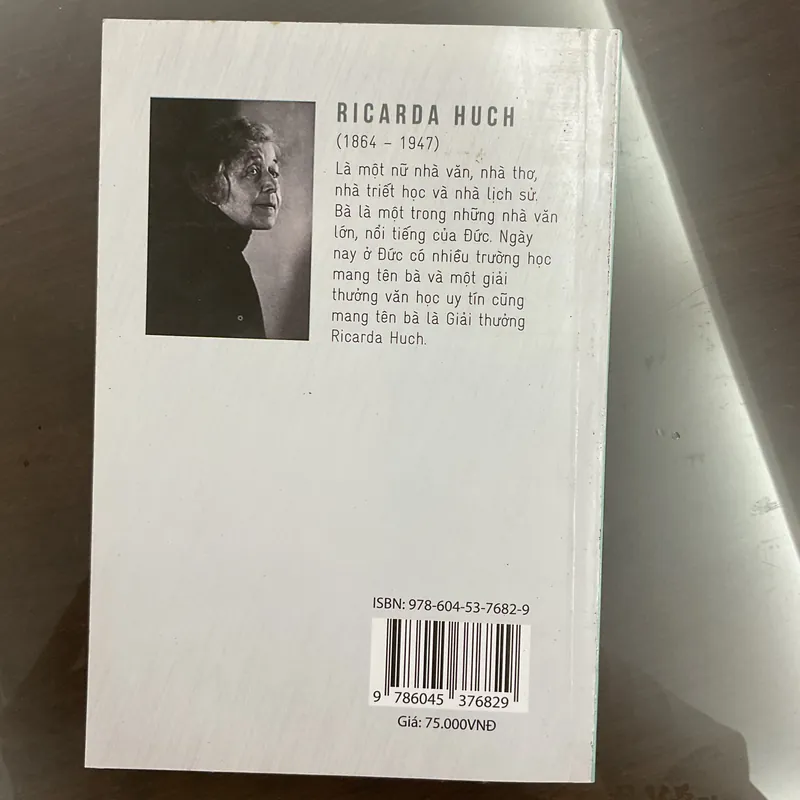 RICARDA HUCH
(1864 – 1947)
Là một nữ nhà văn, nhà thơ,
nhà triết học và nhà lịch sử.
Bà là một trong những nhà văn
lớn, nổi tiếng của Đức. Ngày
nay ở Đức có nhiều trường học
mang tên bà và một giải
thưởng văn học uy tín cũng
mang tên bà là Giải thưởng
Ricarda Huch.
ISBN: 978-604-53-7682-9
9 786045 376829
Giá: 75.000VNĐ